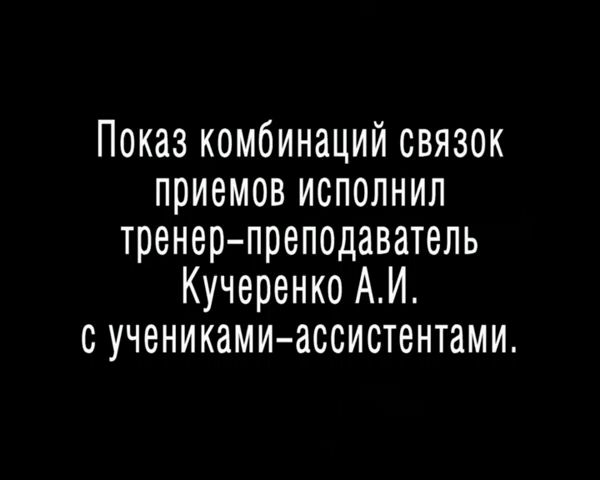 Показ комбинаций связок
приемов исполнил
тренер–преподаватель
Кучеренко А.И.
с учениками–ассистентами.